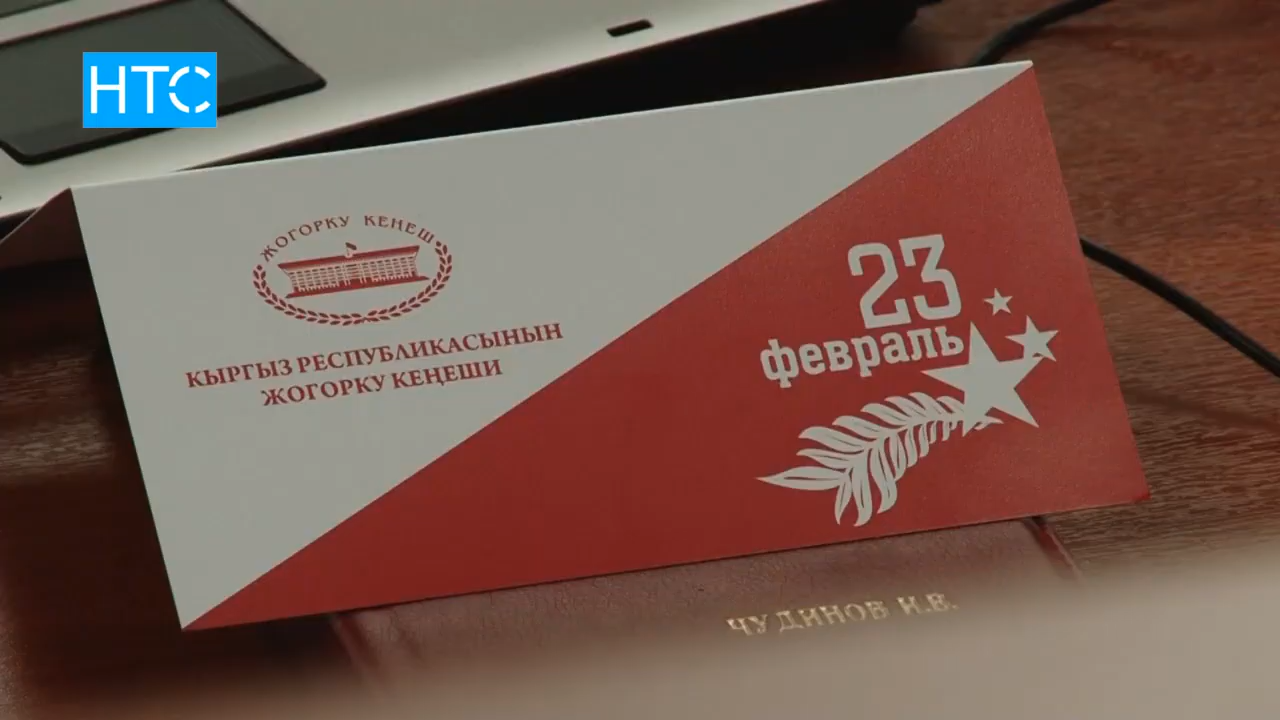 НТС
ЖОГОРКУ КЕҢЕШ
КЫРГЫЗ РЕСПУБЛИКАСЫНЫН
ЖОГОРКУ КЕҢЕШИ
23
февраль
ЧУДИНОВ И.В.